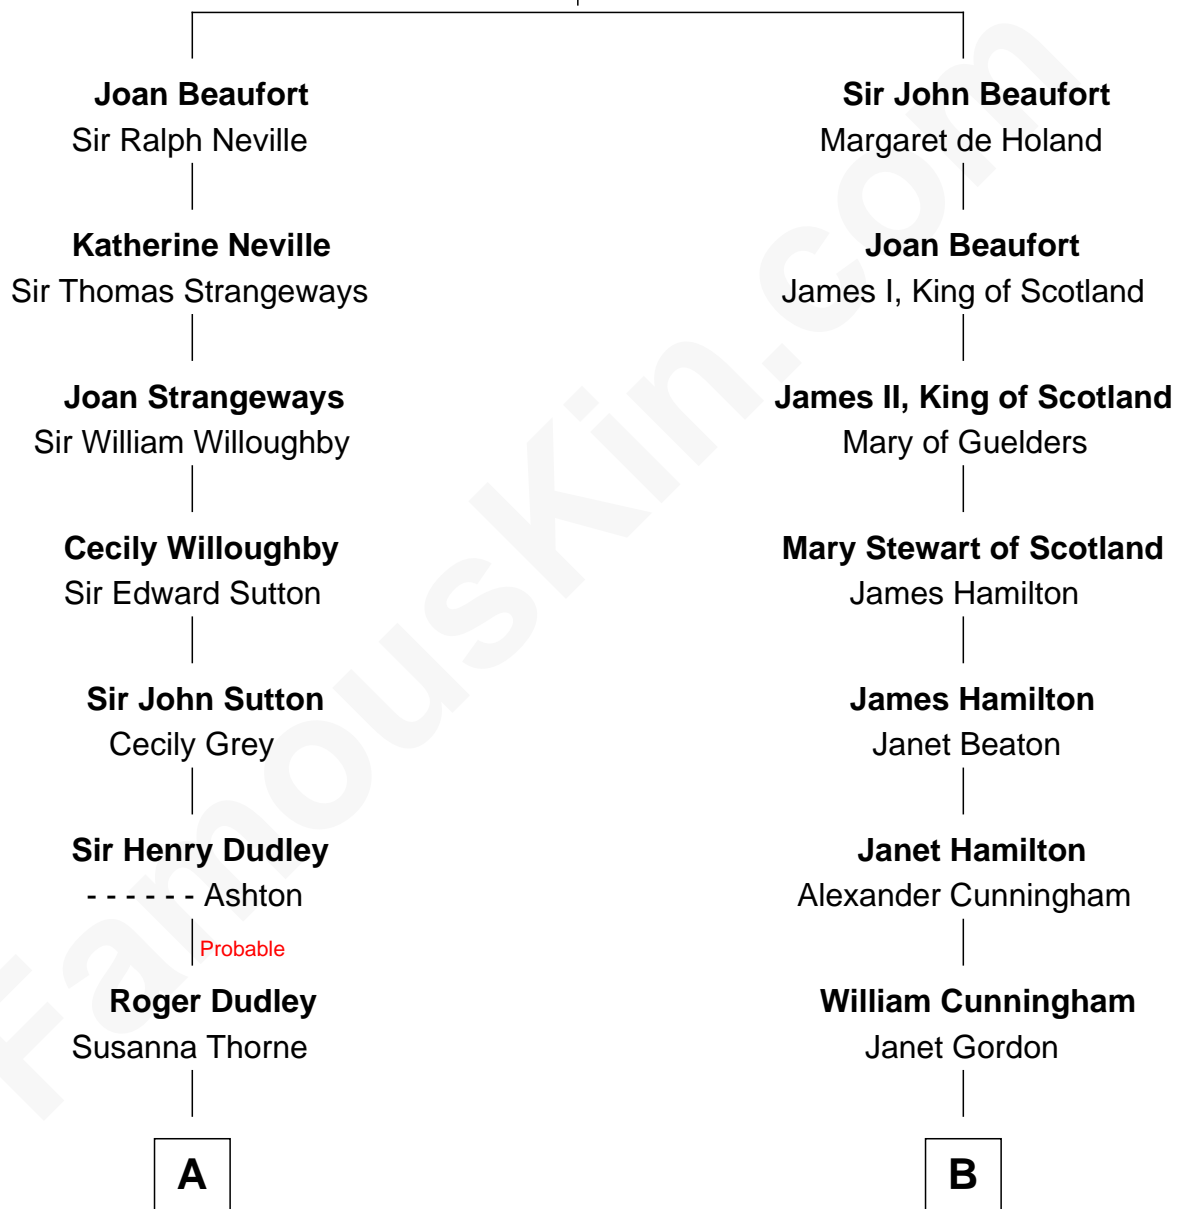 Joan Beaufort
Sir Ralph Neville
Katherine Neville
Sir Thomas Strangeways
Joan Strangeways
Sir William Willoughby
Cecily Willoughby
Sir Edward Sutton
Sir John Sutton
Cecily Grey
Sir Henry Dudley
- - - - - - Ashton
Probable
Roger Dudley
Susanna Thorne
A
Sir John Beaufort
Margaret de Holand
Joan Beaufort
James I, King of Scotland
James II, King of Scotland
Mary of Guelders
Mary Stewart of Scotland
James Hamilton
James Hamilton
Janet Beaton
Janet Hamilton
Alexander Cunningham
William Cunningham
Janet Gordon
B
FamousKin.com